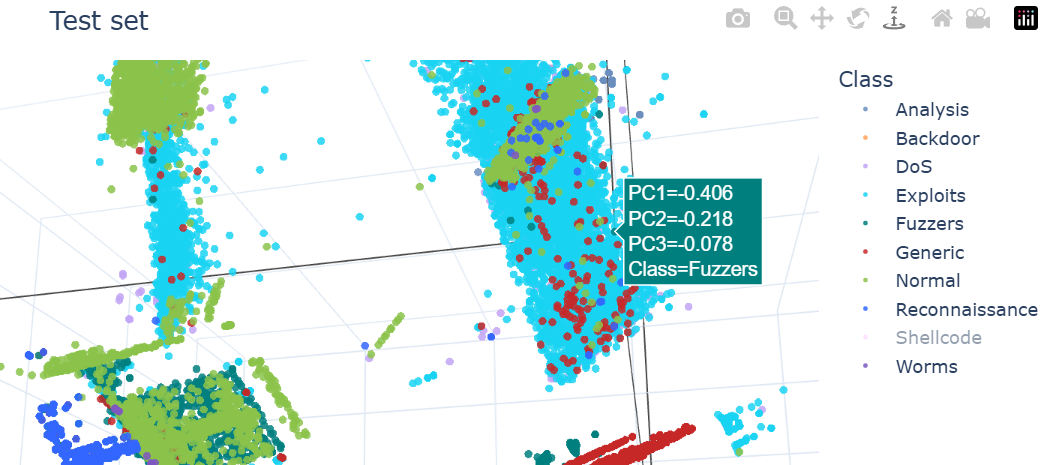 Test set
z
Class
Analysis
Backdoor
DoS
Exploits
Fuzzers
Generic
Normal
Reconnaissance
Shellcode
Worms
PC1=-0.406
PC2=-0.218
PC3=-0.078
Class=Fuzzers